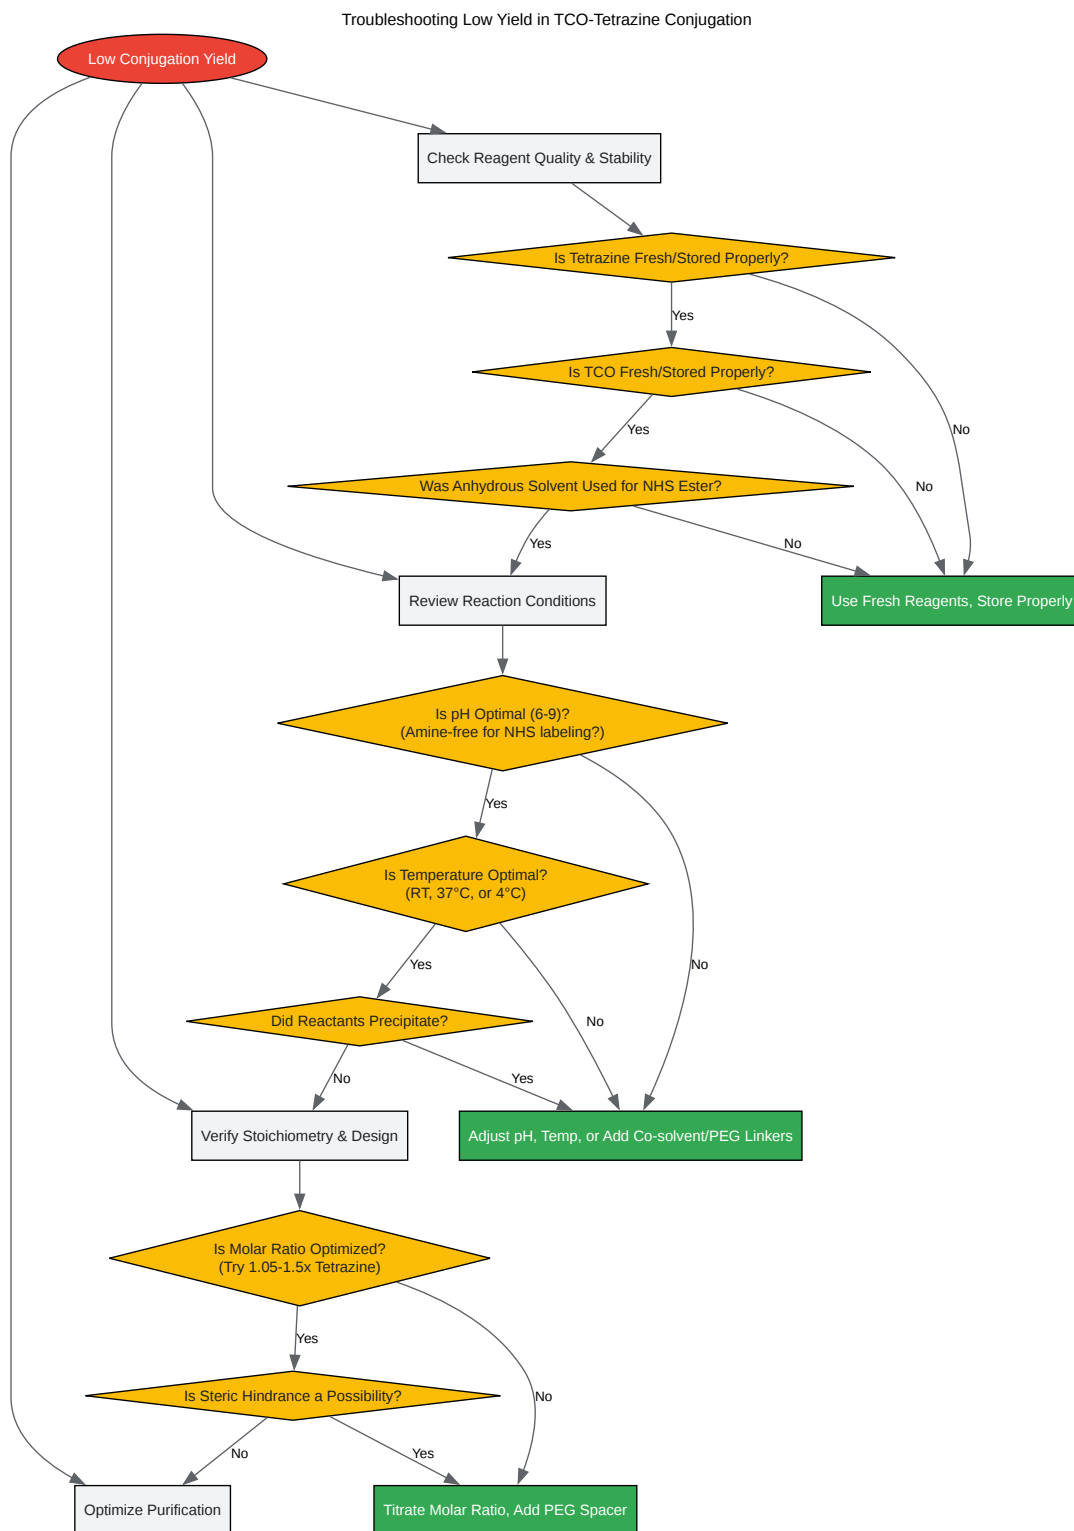 Troubleshooting Low Yield in TCO-Tetrazine Conjugation
Low Conjugation Yield
Check Reagent Quality & Stability
Is Tetrazine Fresh/Stored Properly?
Yes
Is TCO Fresh/Stored Properly?
Yes
No
Was Anhydrous Solvent Used for NHS Ester?
No
Yes
No
Review Reaction Conditions
Use Fresh Reagents, Store Properly
Is pH Optimal (6-9)?
(Amine-free for NHS labeling?)
Yes
Is Temperature Optimal?
(RT, 37°C, or 4°C)
Yes
No
Did Reactants Precipitate?
No
No
Yes
Verify Stoichiometry & Design
Adjust pH, Temp, or Add Co-solvent/PEG Linkers
Is Molar Ratio Optimized?
(Try 1.05-1.5x Tetrazine)
Yes
Is Steric Hindrance a Possibility?
No
No
Yes
Optimize Purification
Titrate Molar Ratio, Add PEG Spacer